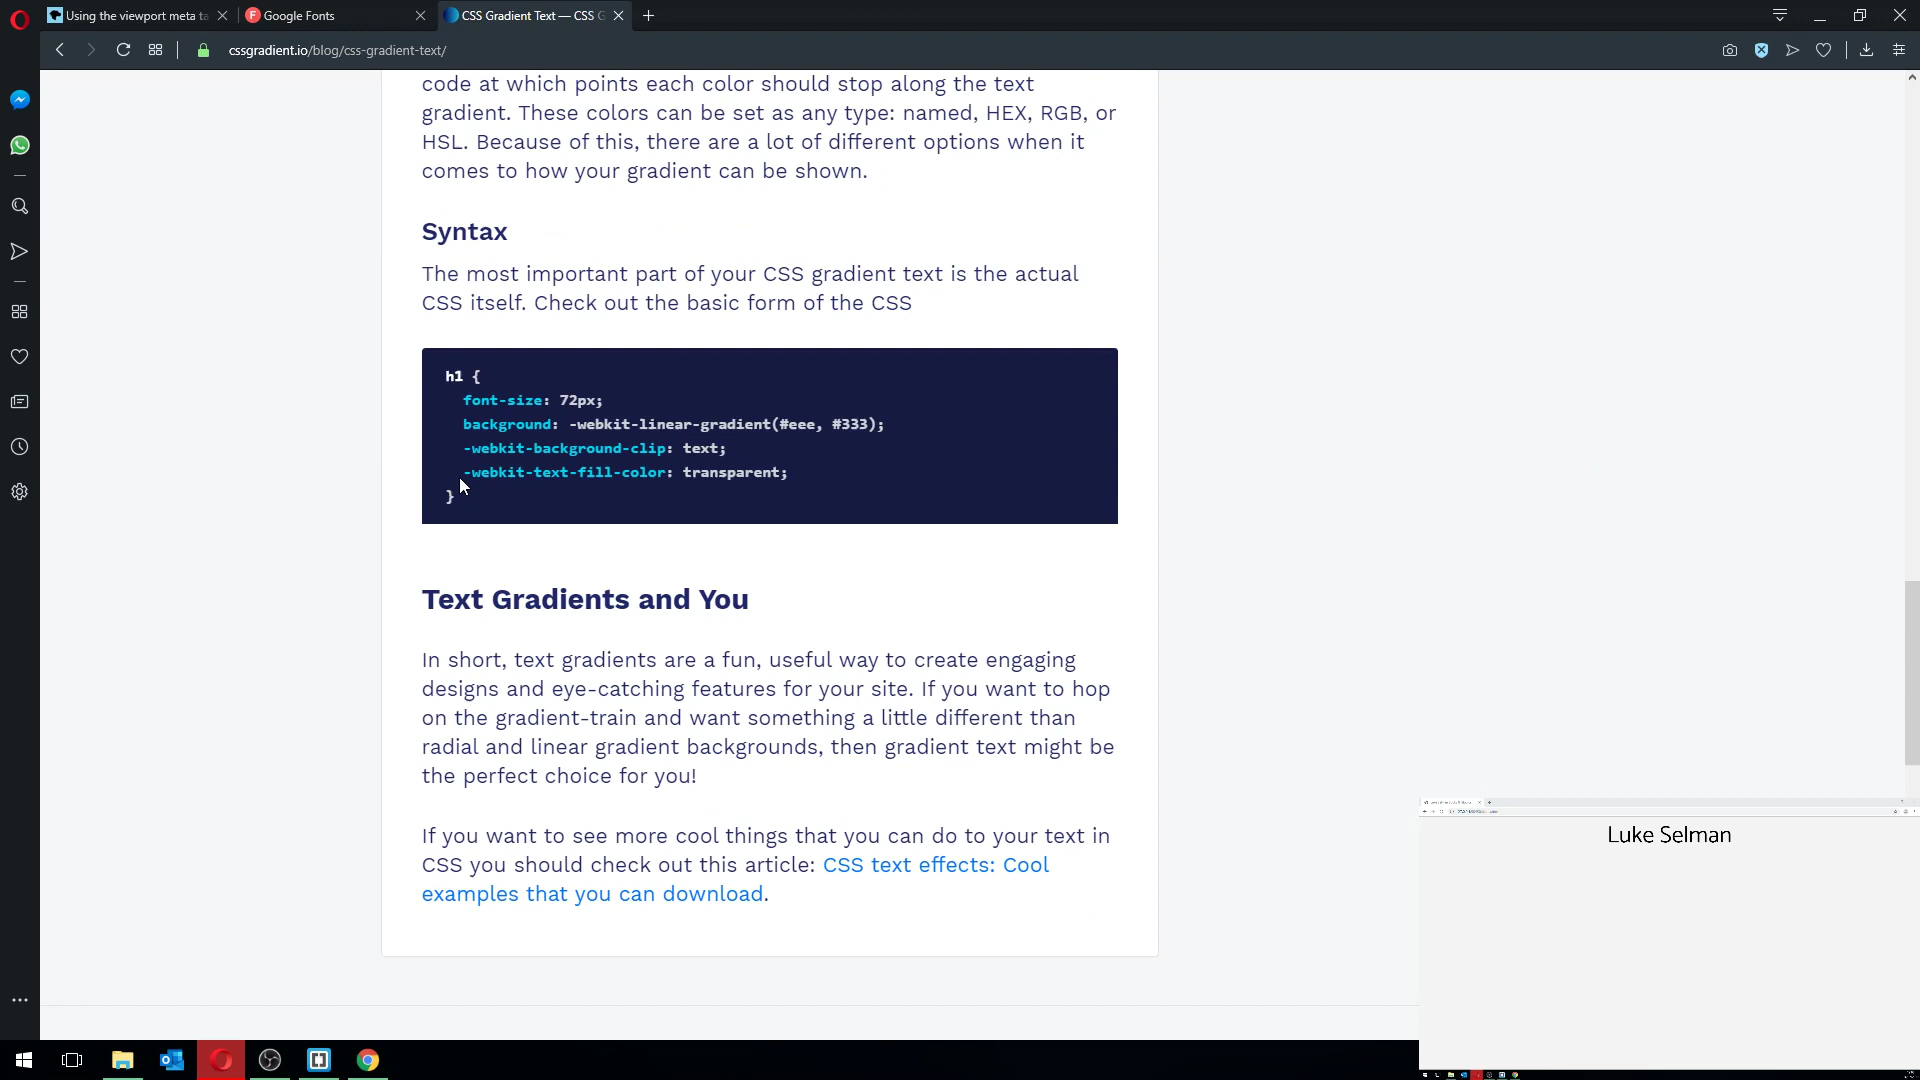 Using the viewport meta ta
Google Fonts
CSS Gradient Text — CSS G
cssgradient.io/blog/css-gradient-text/
code at which points each color should stop along the text
gradient. These colors can be set as any type: named, HEX, RGB, or
HSL. Because of this, there are a lot of different options when it
comes to how your gradient can be shown.
Syntax
The most important part of your CSS gradient text is the actual
CSS itself. Check out the basic form of the CSS
h1 {
font-size: 72px;
background: -webkit-linear-gradient(#eee, #333);
-webkit-background-clip: text;
-webkit-text-fill-color: transparent;
}
Text Gradients and You
In short, text gradients are a fun, useful way to create engaging
designs and eye-catching features for your site. If you want to hop
on the gradient-train and want something a little different than
radial and linear gradient backgrounds, then gradient text might be
the perfect choice for you!
If you want to see more cool things that you can do to your text in
CSS you should check out this article: CSS text effects: Cool
examples that you can download.
Luke Selman